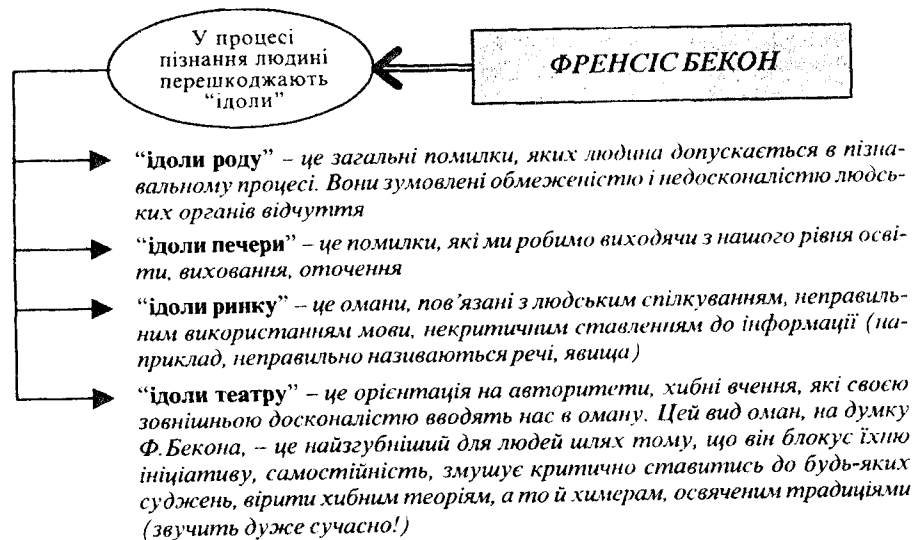 У процесі
пізнання людині
перешкоджають
“ідоли”
ФРЕНСІС БЕКОН
“ідоли роду” – це загальні помилки, яких людина допускається в пізна-
вальному процесі. Вони зумовлені обмеженістю і недосконалістю людсь-
ких органів відчуття
“ідоли печери” – це помилки, які ми робимо виходячи з нашого рівня осві-
ти, виховання, оточення
“ідоли ринку” – це омани, пов’язані з людським спілкуванням, неправиль-
ним використанням мови, некритичним ставленням до інформації (на-
приклад, неправильно називаються речі, явища)
“ідоли театру” – це орієнтація на авторитети, хибні вчення, які своєю
зовнішньою досконалістю вводять нас в оману. Цей вид оман, на думку
Ф.Бекона, – це найзгубніший для людей шлях тому, що він блокує їхню
ініціативу, самостійність, змушує критично ставитись до будь-яких
суджень, вірити хибним теоріям, а то й химерам, освяченим традиціями
(звучить дуже сучасно!)